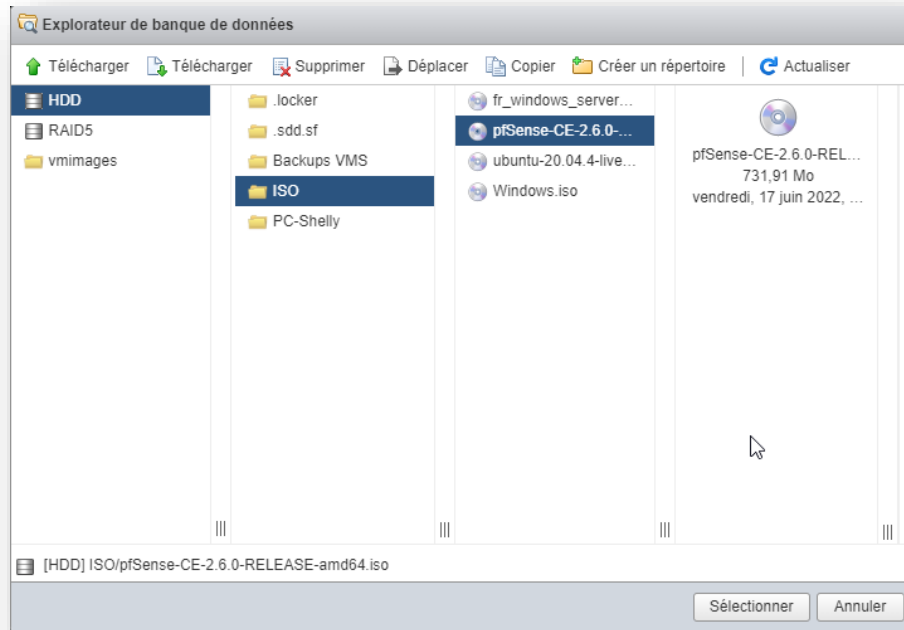 Explorateur de banque de données
Télécharger Télécharger Supprimer Déplacer Copier Créer un répertoire Actualiser
HDD
RAID5
vmimages
.locker
.sdd.sf
Backups VMS
ISO
PC-Shelly
fr_windows_server...
pfSense-CE-2.6.0-...
ubuntu-20.04.4-live...
Windows.iso
pfSense-CE-2.6.0-REL...
731,91 Mo
vendredi, 17 juin 2022, ...
[HDD] ISO/pfSense-CE-2.6.0-RELEASE-amd64.iso
Sélectionner Annuler